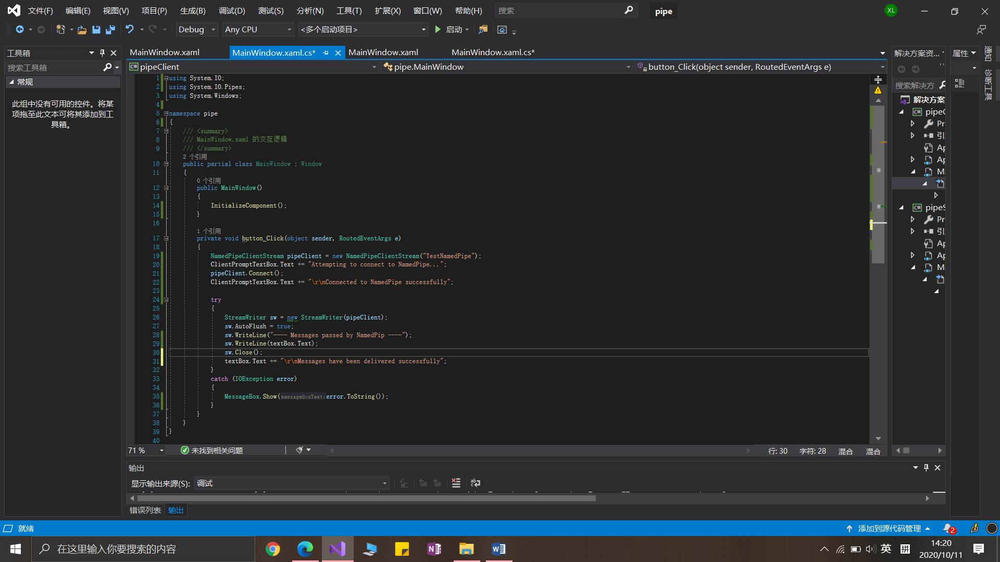 文件(F) 编辑(E) 视图(V) 项目(P) 生成(B) 调试(D) 测试(S) 分析(N) 工具(T) 扩展(X) 窗口(W) 帮助(H) 搜索 pipe XL
Debug Any CPU <多个启动项目> 启动
工具箱
搜索工具箱
常规
此组中没有可用的控件。将某
项拖至此文本可将其添加到工
具箱。
MainWindow.xaml MainWindow.xaml.cs* MainWindow.xaml MainWindow.xaml.cs*
pipeClient pipe.MainWindow button_Click(object sender, RoutedEventArgs e)
1 using System.IO;
2 using System.IO.Pipes;
3 using System.Windows;
4
5 namespace pipe
6 {
7 /// <summary>
8 /// MainWindow.xaml 的交互逻辑
9 /// </summary>
2 个引用
10 public partial class MainWindow : Window
11 {
0 个引用
12 public MainWindow()
13 {
14 InitializeComponent();
15 }
16
1 个引用
17 private void button_Click(object sender, RoutedEventArgs e)
18 {
19 NamedPipeClientStream pipeClient = new NamedPipeClientStream("TestNamedPipe");
20 ClientPromptTextBox.Text += "Attempting to connect to NamedPipe...";
21 pipeClient.Connect();
22 ClientPromptTextBox.Text += "\r\nConnected to NamedPipe successfully";
23
24 try
25 {
26 StreamWriter sw = new StreamWriter(pipeClient);
27 sw.AutoFlush = true;
28 sw.WriteLine("---- Messages passed by NamedPip ----");
29 sw.WriteLine(textBox.Text);
30 sw.Close();
31 textBox.Text += "\r\nMessages have been delivered successfully";
32 }
33 catch (IOException error)
34 {
35 MessageBox.Show(messageBoxText:error.ToString());
36 }
37 }
38 }
39 }
40
71 % 未找到相关问题 行: 30 字符: 28 混合 混合
输出
显示输出来源(S): 调试
错误列表 输出
解决方案资...
搜索解决方
解决方案
pipeC
Pr
引
Ap
Ap
M
pipeS
Pr
引
Ap
Ap
M
属性
通知
诊断工具
就绪 添加到源代码管理 2
在这里输入你要搜索的内容
英 拼
14:20
2020/10/11